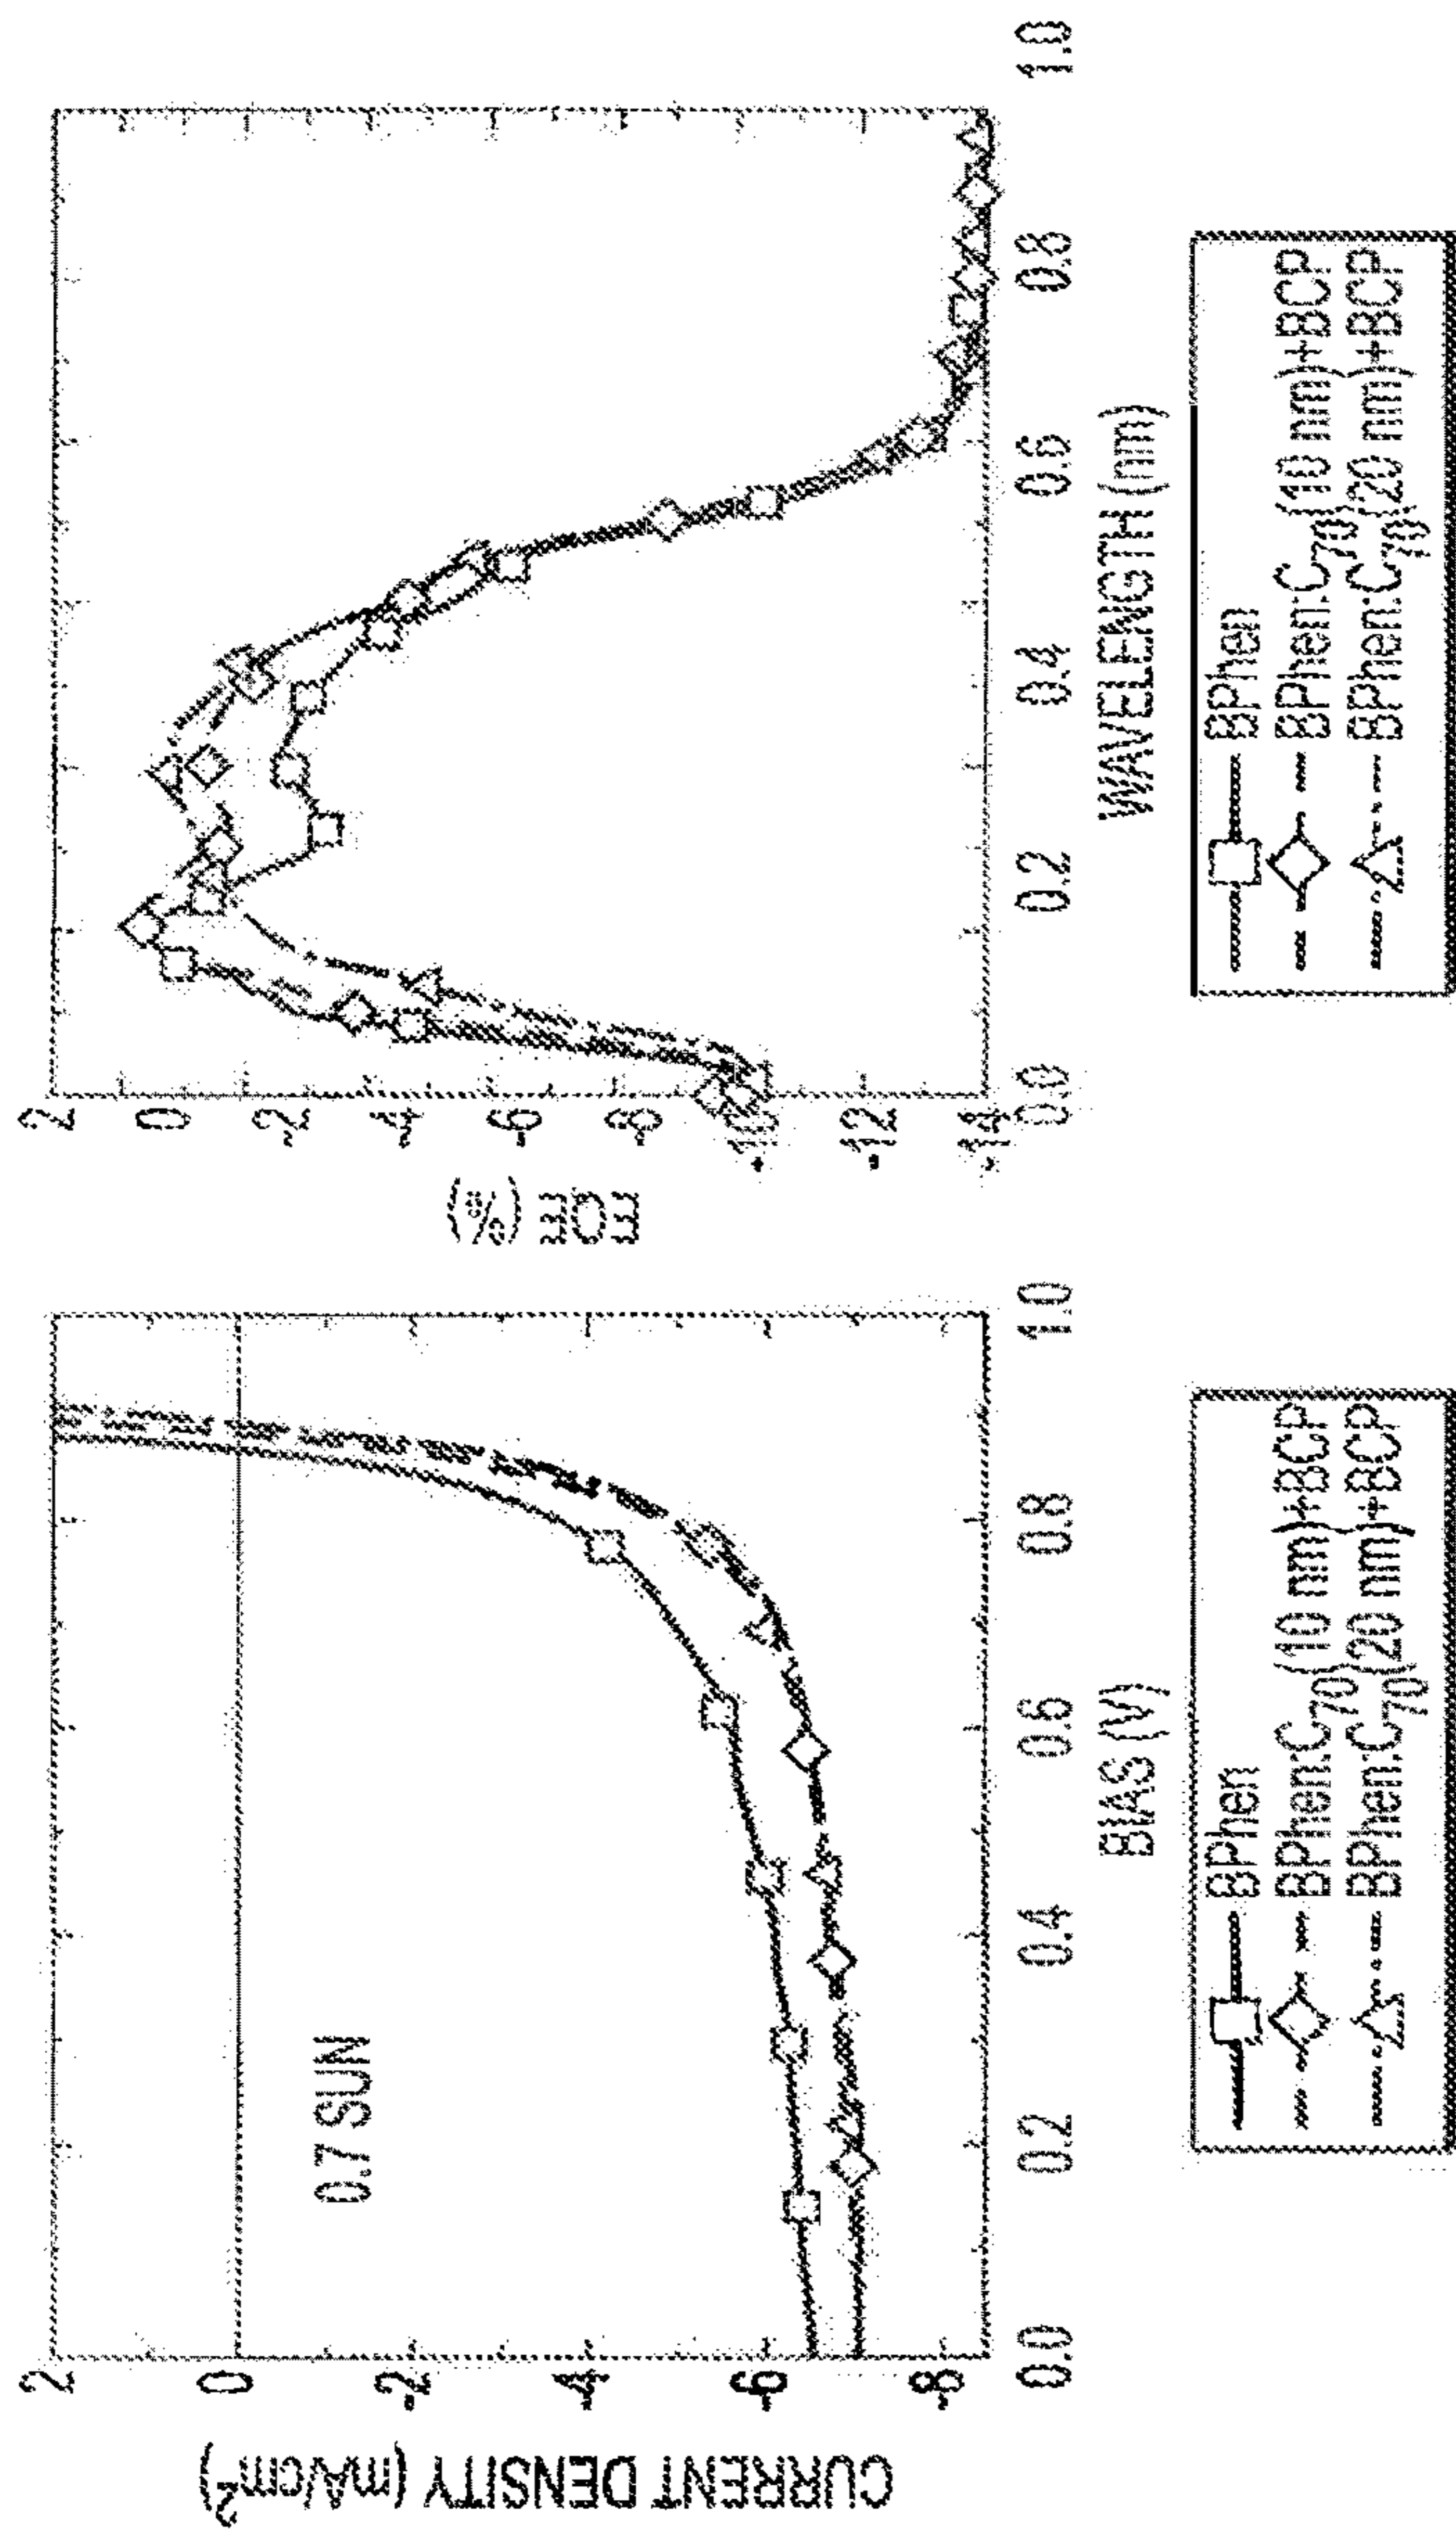 CURRENT DENSITY (mA/cm²)
2
0
-2
-4
-6
-8
0.7 SUN
0.0
0.2
0.4
0.6
0.8
1.0
BIAS (V)
BPhen
BPhen:C₇₀(10 nm)+BCP
BPhen:C₇₀(20 nm)+BCP
EQE (%)
2
0
-2
-4
-6
-8
-10
-12
-14
0.0
0.2
0.4
0.6
0.8
1.0
WAVELENGTH (nm)
BPhen
BPhen:C₇₀(10 nm)+BCP
BPhen:C₇₀(20 nm)+BCP